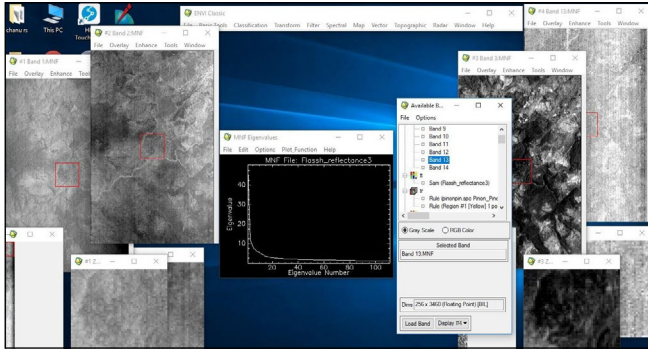 chanu rs
This PC
Touch
ENVI Classic
File Basic Tools Classification Transform Filter Spectral Map Vector Topographic Radar Window Help
#1 Band 1:MNF
File Overlay Enhance Tools
#2 Band 2:MNF
File Overlay Enhance Tools Window
#3 Band 3:MNF
File Overlay Enhance Tools Window
#4 Band 13:MNF
File Overlay Enhance Tools Window
MNF Eigenvalues
File Edit Options Plot_Function Help
MNF File: Flassh_reflectance3
Eigenvalue
40
30
20
10
20 40 60 80 100
Eigenvalue Number
Available B...
File Options
Band 9
Band 10
Band 11
Band 12
Band 13
Band 14
Sam (flassh_reflectance3)
Rule (Region #1 [Yellow] 1 po
Gray Scale RGB Color
Selected Band
Band 13:MNF
Dims 256 x 3460 (Floating Point) [BIL]
Load Band Display #4
#1 Z...
#3 Z...